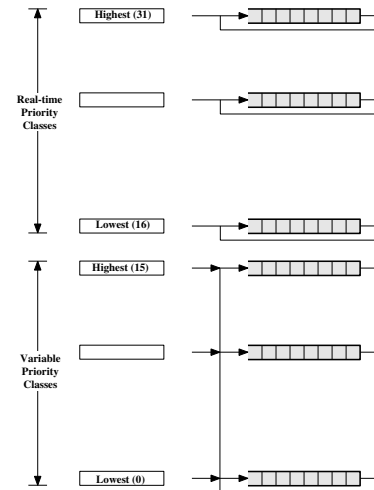 Highest (31)
Real-time
Priority
Classes
Lowest (16)
Highest (15)
Variable
Priority
Classes
Lowest (0)